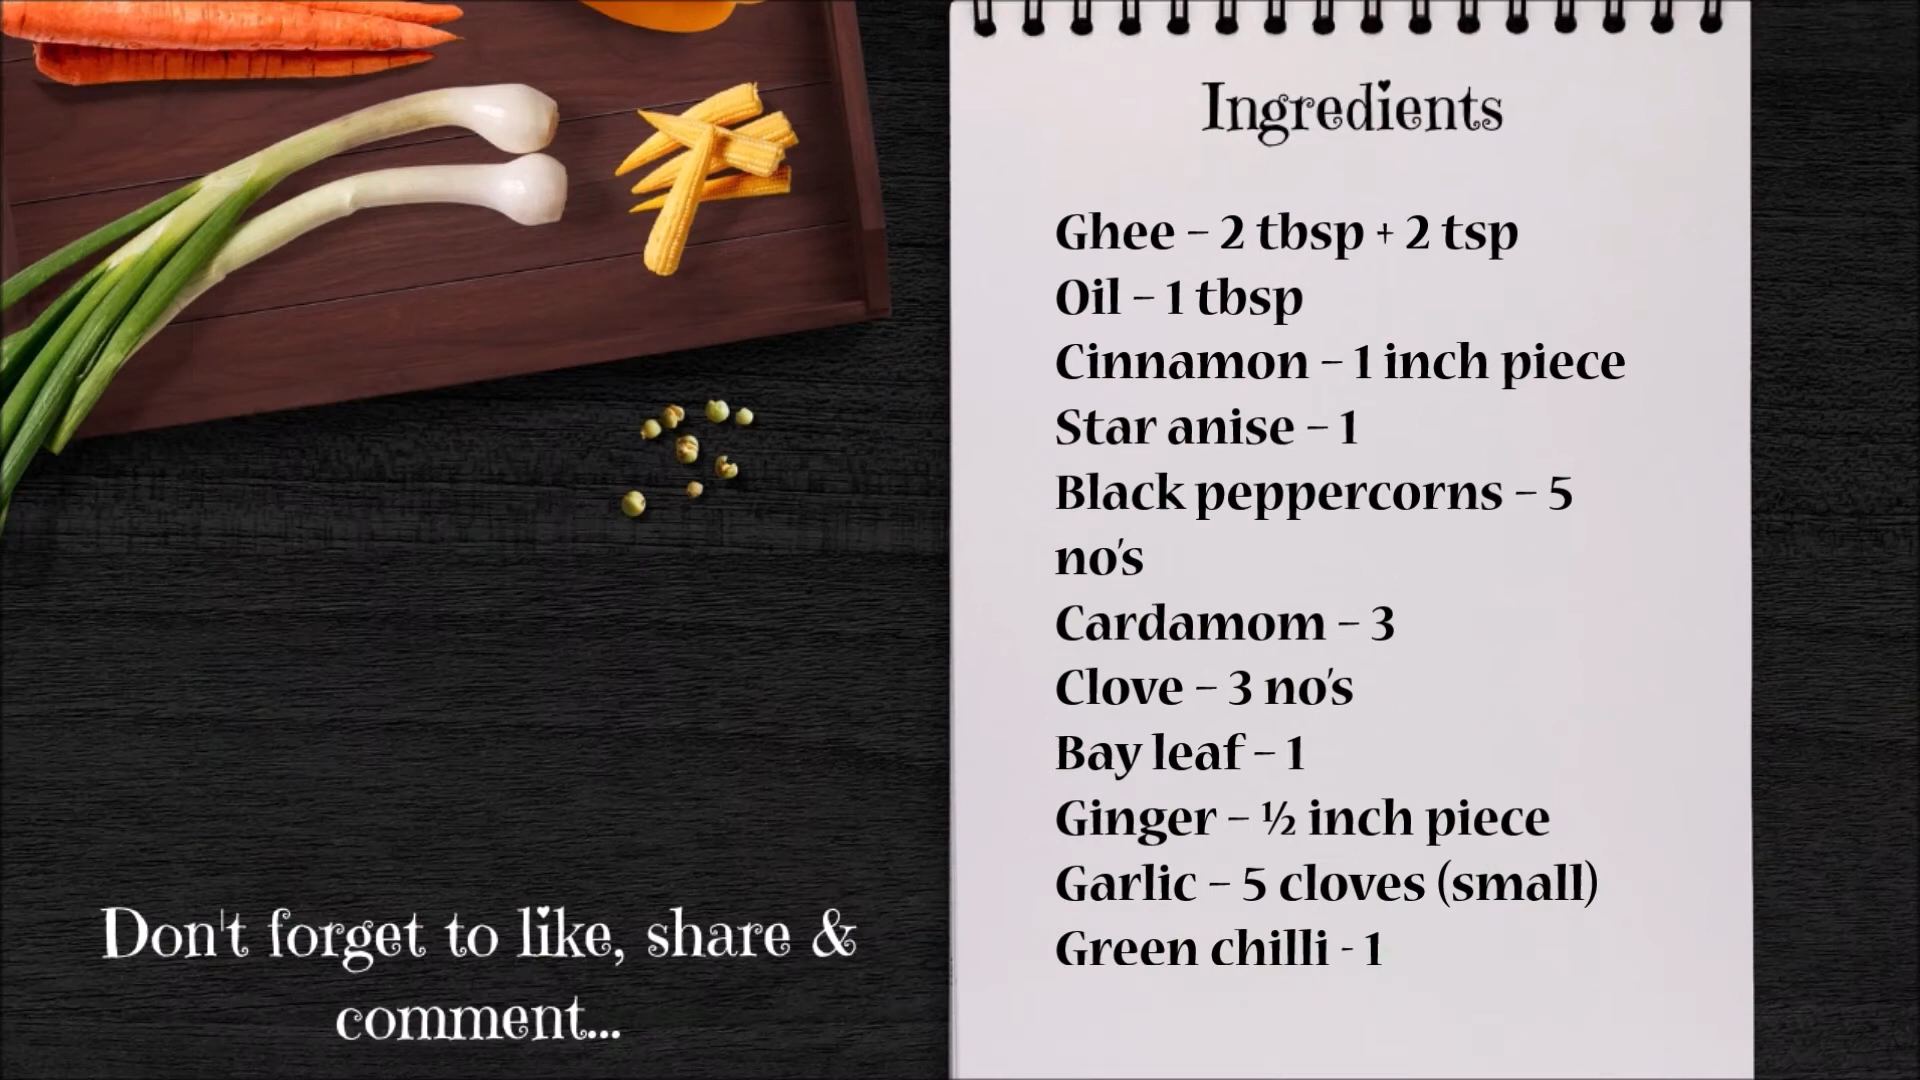 Ingredients
Ghee – 2 tbsp + 2 tsp
Oil – 1 tbsp
Cinnamon – 1 inch piece
Star anise – 1
Black peppercorns – 5
no's
Cardamom – 3
Clove – 3 no's
Bay leaf – 1
Ginger – ½ inch piece
Garlic – 5 cloves (small)
Green chilli - 1
Don't forget to like, share &
comment...